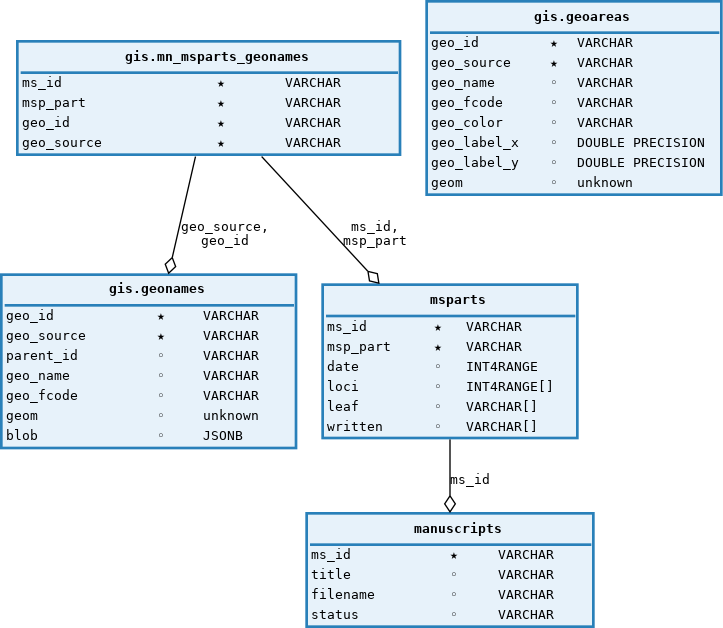 gis.geoareas
geo_id ★ VARCHAR
geo_source ★ VARCHAR
geo_name ◦ VARCHAR
geo_fcode ◦ VARCHAR
geo_color ◦ VARCHAR
geo_label_x ◦ DOUBLE PRECISION
geo_label_y ◦ DOUBLE PRECISION
geom ◦ unknown
gis.mn_msparts_geonames
ms_id ★ VARCHAR
msp_part ★ VARCHAR
geo_id ★ VARCHAR
geo_source ★ VARCHAR
geo_source,
geo_id
ms_id,
msp_part
gis.geonames
geo_id ★ VARCHAR
geo_source ★ VARCHAR
parent_id ◦ VARCHAR
geo_name ◦ VARCHAR
geo_fcode ◦ VARCHAR
geom ◦ unknown
blob ◦ JSONB
msparts
ms_id ★ VARCHAR
msp_part ★ VARCHAR
date ◦ INT4RANGE
loci ◦ INT4RANGE[]
leaf ◦ VARCHAR[]
written ◦ VARCHAR[]
ms_id
manuscripts
ms_id ★ VARCHAR
title ◦ VARCHAR
filename ◦ VARCHAR
status ◦ VARCHAR